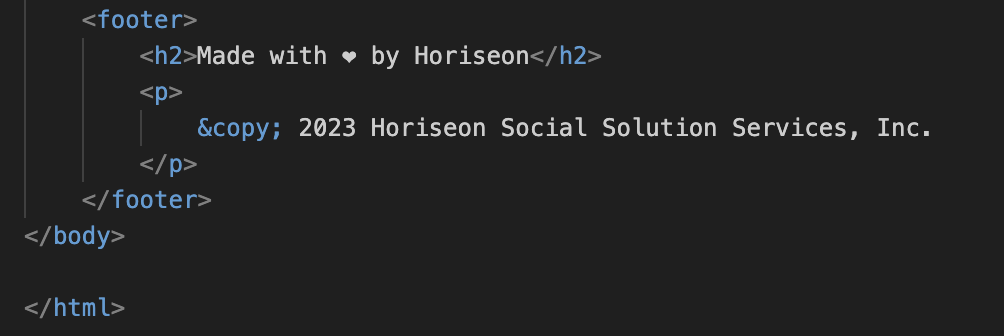 <footer>
<h2>Made with ❤ by Horiseon</h2>
<p>
&copy; 2023 Horiseon Social Solution Services, Inc.
</p>
</footer>
</body>
</html>